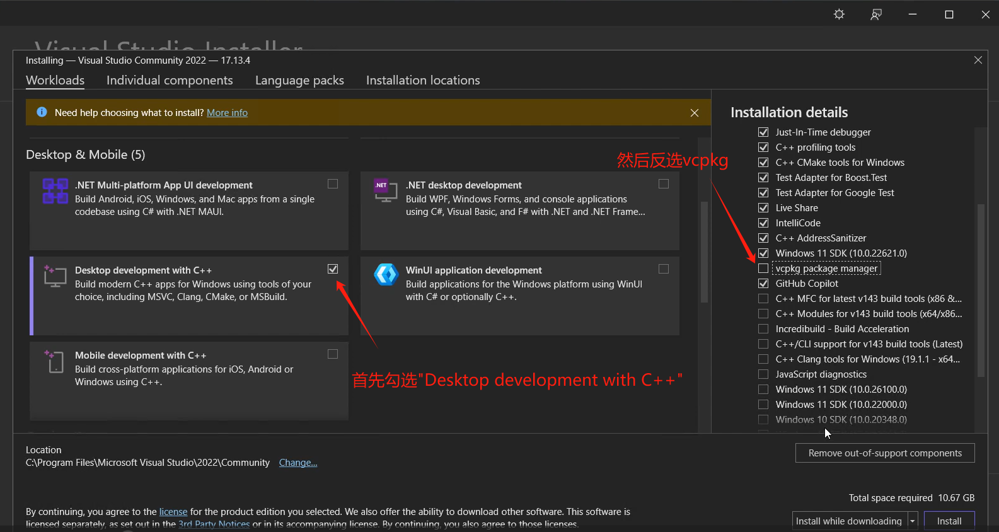 Visual Studio Installer
Installing — Visual Studio Community 2022 — 17.13.4
Workloads
Individual components
Language packs
Installation locations
Need help choosing what to install? More info
Desktop & Mobile (5)
.NET Multi-platform App UI development
Build Android, iOS, Windows, and Mac apps from a single
codebase using C# with .NET MAUI.
.NET
.NET desktop development
Build WPF, Windows Forms, and console applications
using C#, Visual Basic, and F# with .NET and .NET Frame...
Desktop development with C++
Build modern C++ apps for Windows using tools of your
choice, including MSVC, Clang, CMake, or MSBuild.
WinUI application development
Build applications for the Windows platform using WinUI
with C# or optionally C++.
Mobile development with C++
Build cross-platform applications for iOS, Android or
Windows using C++.
首先勾选"Desktop development with C++"
然后反选vcpkg
Installation details
Just-In-Time debugger
C++ profiling tools
C++ CMake tools for Windows
Test Adapter for Boost.Test
Test Adapter for Google Test
Live Share
IntelliCode
C++ AddressSanitizer
Windows 11 SDK (10.0.22621.0)
vcpkg package manager
GitHub Copilot
C++ MFC for latest v143 build tools (x86 &...
C++ Modules for v143 build tools (x64/x86...
Incredibuild - Build Acceleration
C++/CLI support for v143 build tools (Latest)
C++ Clang tools for Windows (19.1.1 - x64...
JavaScript diagnostics
Windows 11 SDK (10.0.26100.0)
Windows 11 SDK (10.0.22000.0)
Windows 10 SDK (10.0.20348.0)
Location
C:\Program Files\Microsoft Visual Studio\2022\Community Change...
Remove out-of-support components
Total space required 10.67 GB
By continuing, you agree to the license for the product edition you selected. We also offer the ability to download other software. This software is
licensed separately, as set out in the 3rd Party Notices or in its accompanying license. By continuing, you also agree to those licenses.
Install while downloading
Install